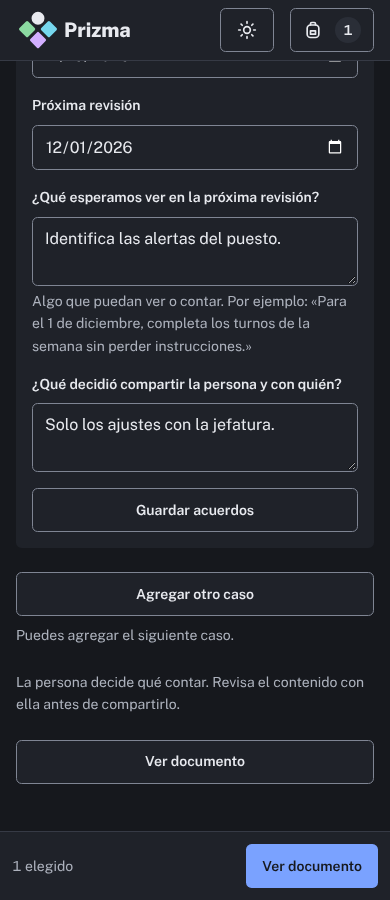 Prizma
1
Próxima revisión
12/01/2026
¿Qué esperamos ver en la próxima revisión?
Identifica las alertas del puesto.
Algo que puedan ver o contar. Por ejemplo: «Para
el 1 de diciembre, completa los turnos de la
semana sin perder instrucciones.»
¿Qué decidió compartir la persona y con quién?
Solo los ajustes con la jefatura.
Guardar acuerdos
Agregar otro caso
Puedes agregar el siguiente caso.
La persona decide qué contar. Revisa el contenido con
ella antes de compartirlo.
Ver documento
1 elegido
Ver documento